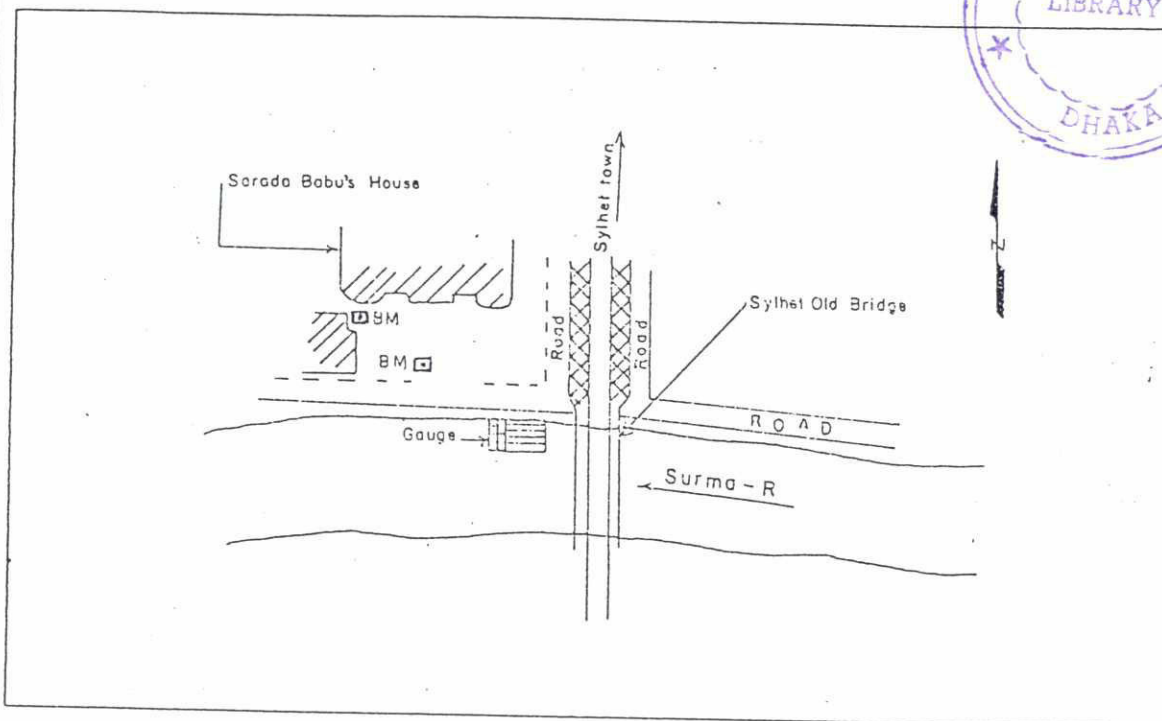 LIBRARY
DHAKA
Sarada Babu's House
Sylhet town
N
BM
Sylhet Old Bridge
Road
Road
BM
ROAD
Gauge
Surma-R